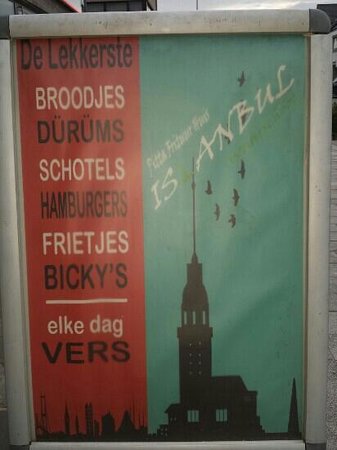 De Lekkerste
BROODJES
DÜRÜMS
SCHOTELS
HAMBURGERS
FRIETJES
BICKY'S
elke dag
VERS
ISTANBUL